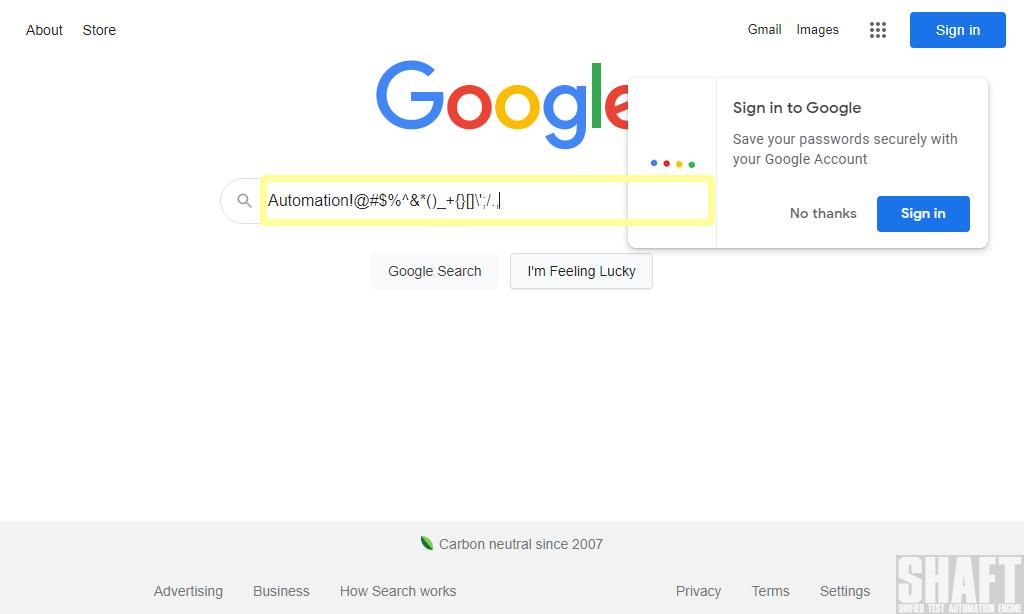 About Store Gmail Images Sign in
Google
Sign in to Google
Save your passwords securely with
your Google Account
No thanks Sign in
Automation!@#$%^&*()_+{}[]\';/.,
Google Search I'm Feeling Lucky
Carbon neutral since 2007
Advertising Business How Search works Privacy Terms Settings
SHAFT
UNIFIED TEST AUTOMATION ENGINE